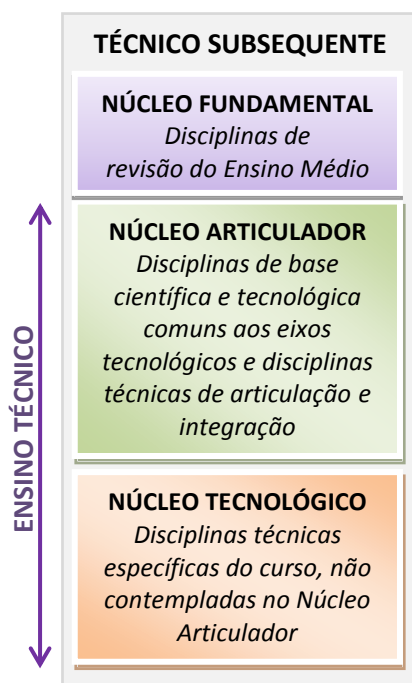 TÉCNICO SUBSEQUENTE
NÚCLEO FUNDAMENTAL
Disciplinas de
revisão do Ensino Médio
NÚCLEO ARTICULADOR
Disciplinas de base
científica e tecnológica
comuns aos eixos
tecnológicos e disciplinas
técnicas de articulação e
integração
NÚCLEO TECNOLÓGICO
Disciplinas técnicas
específicas do curso, não
contempladas no Núcleo
Articulador
ENSINO TÉCNICO